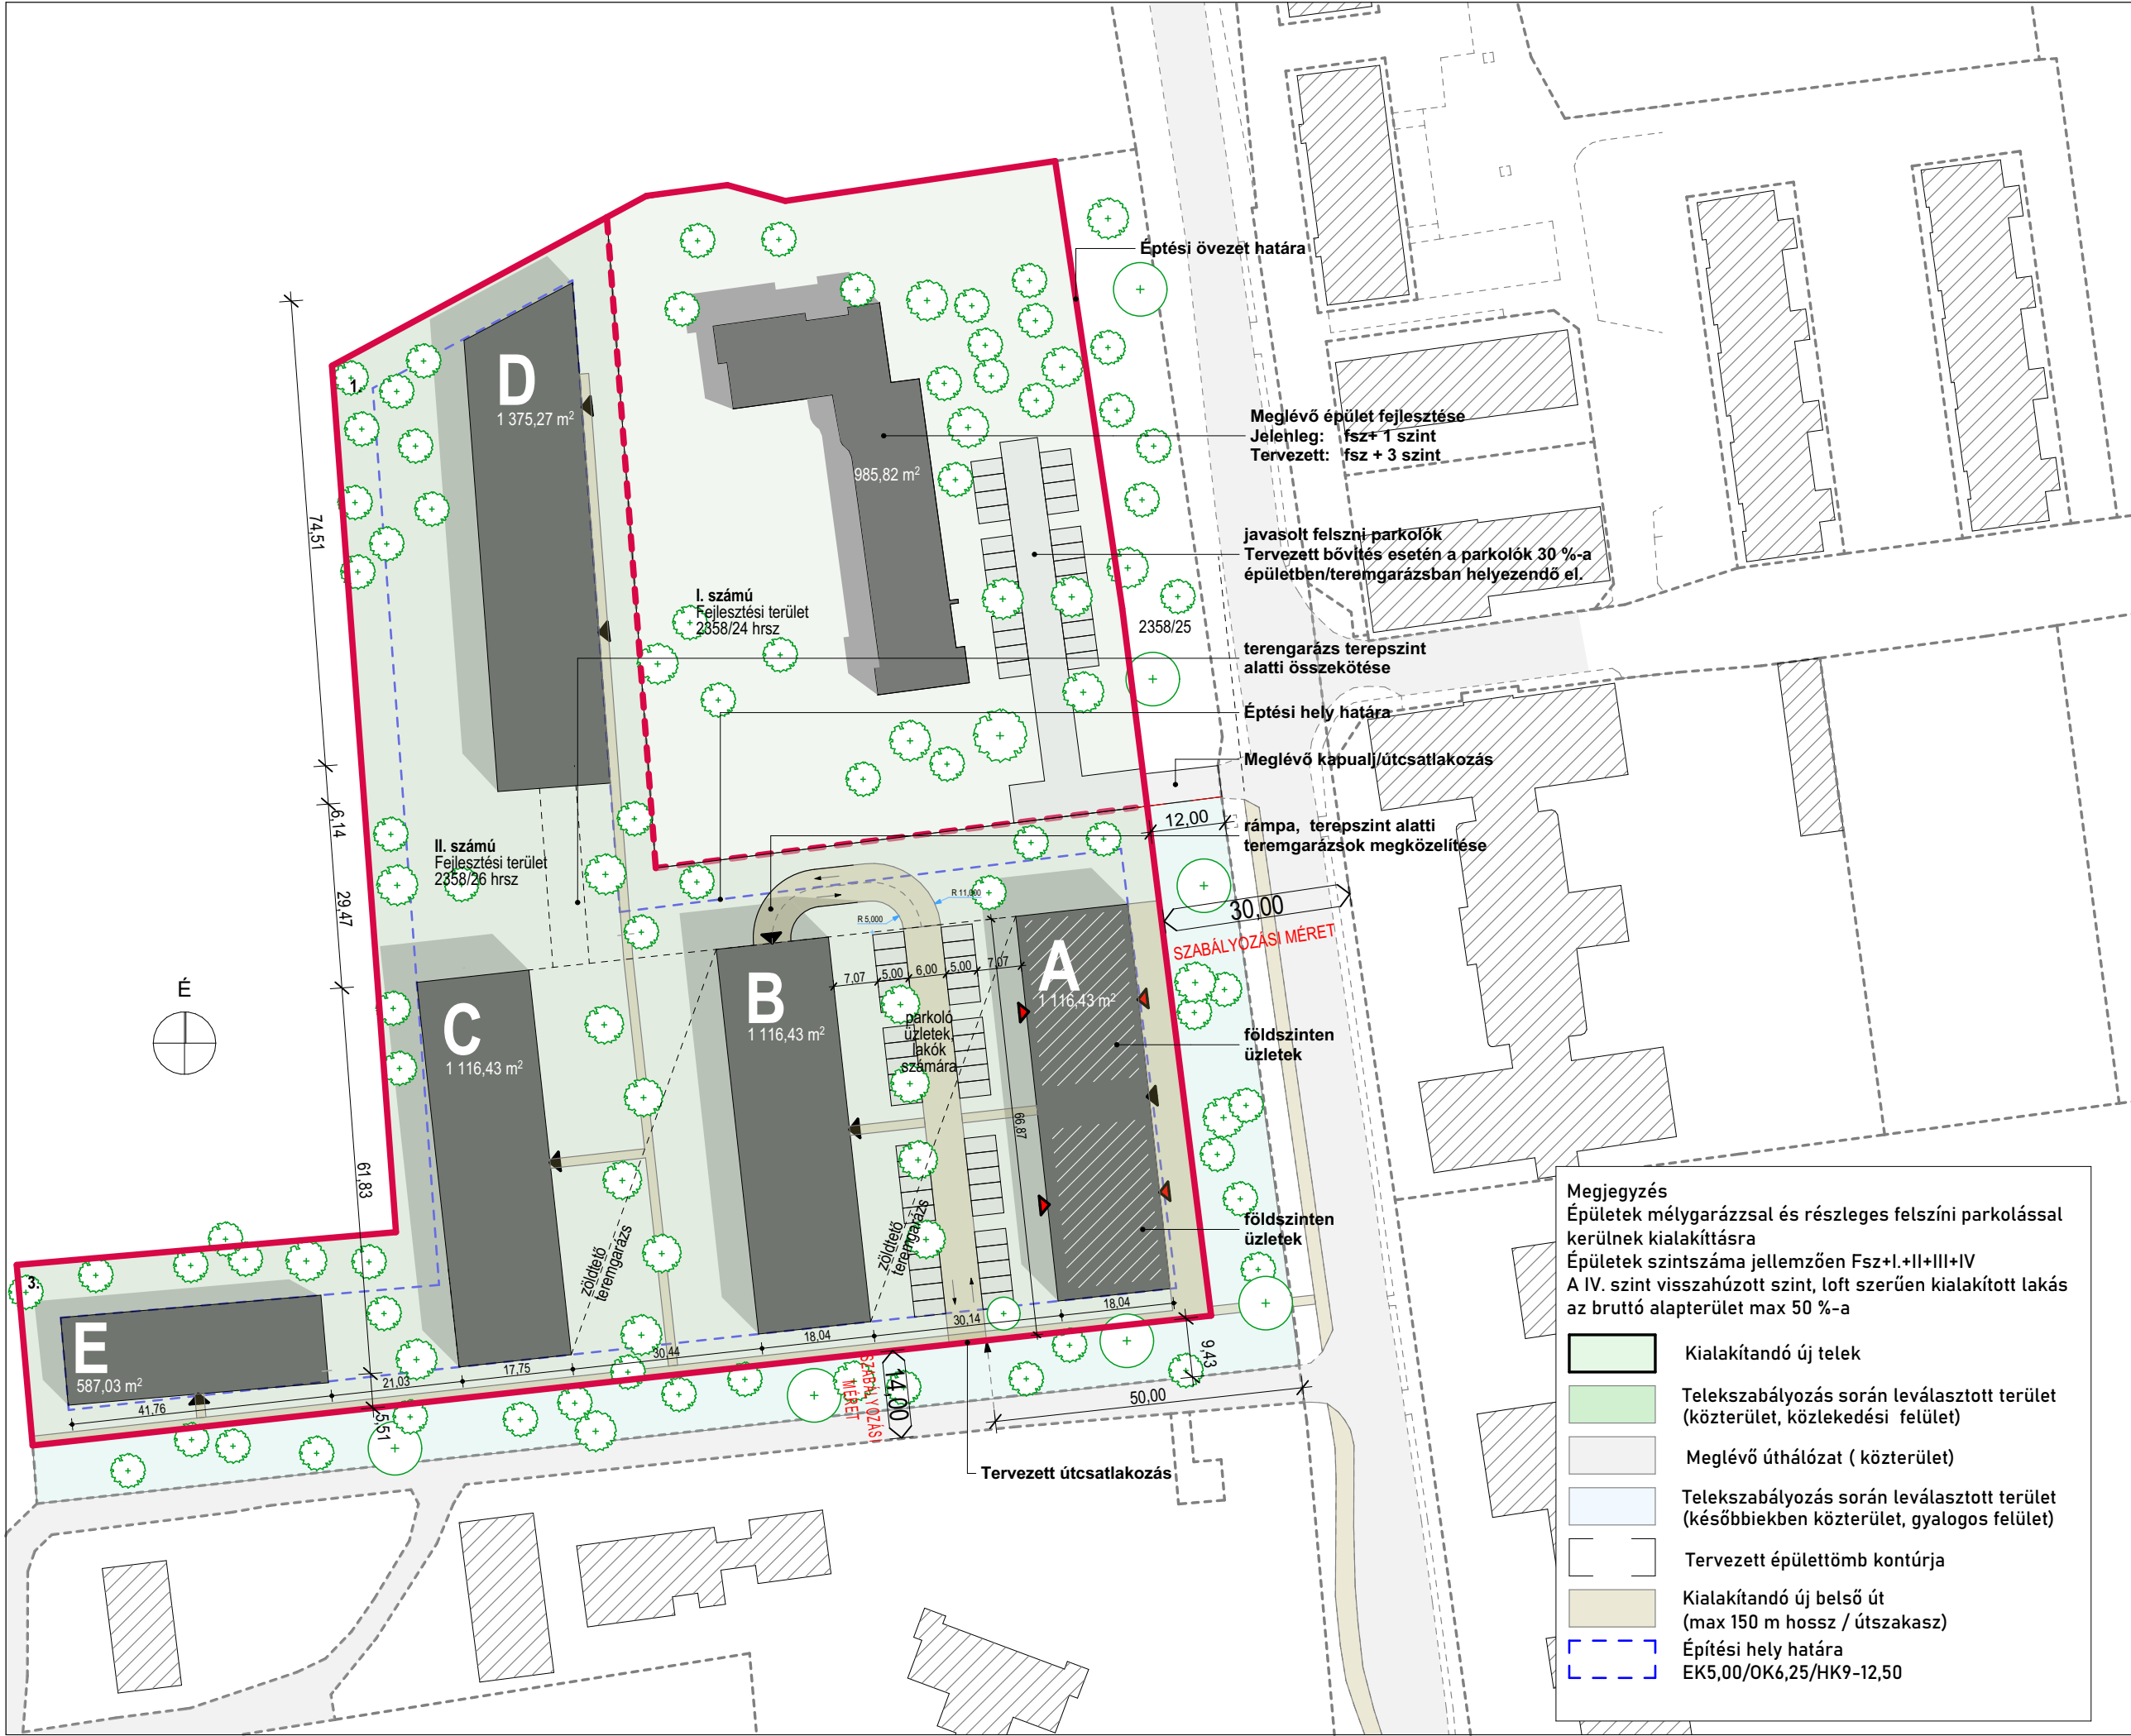 Éptési övezet határa
1.
D
1 375,27 m²
Meglévő épület fejlesztése
Jelenleg: fsz+ 1 szint
Tervezett: fsz + 3 szint
985,82 m²
74,51
javasolt felszni parkolók
Tervezett bővítés esetén a parkolók 30 %-a
épületben/teremgarázsban helyezendő el.
I. számú
Fejlesztési terület
2358/24 hrsz
2358/25
terengarázs terepszint
alatti összekötése
Éptési hely határa
Meglévő kapualj/útcsatlakozás
6,14
12,00
rámpa, terepszint alatti
teremgarázsok megközelítése
II. számú
Fejlesztési terület
2358/26 hrsz
29,47
R 11,000
R 5,000
30,00
SZABÁLYOZÁSI MÉRET
É
7,07
5,00
6,00
5,00
7,07
A
1 116,43 m²
B
1 116,43 m²
C
1 116,43 m²
parkoló
üzletek,
lakók
számára
földszinten
üzletek
66,87
61,83
földszinten
üzletek
zöldtető
teremgarázs
zöldtető
teremgarázs
3.
E
587,03 m²
41,76
21,03
17,75
30,44
18,04
30,14
18,04
9,43
5,51
SZABÁLYOZÁSI
MÉRET
14,00
50,00
Tervezett útcsatlakozás
Megjegyzés
Épületek mélygarázzsal és részleges felszíni parkolással
kerülnek kialakíttásra
Épületek szintszáma jellemzően Fsz+I.+II+III+IV
A IV. szint visszahúzott szint, loft szerűen kialakított lakás
az bruttó alapterület max 50 %-a
Kialakítandó új telek
Telekszabályozás során leválasztott terület
(közterület, közlekedési felület)
Meglévő úthálózat ( közterület)
Telekszabályozás során leválasztott terület
(későbbiekben közterület, gyalogos felület)
Tervezett épülettömb kontúrja
Kialakítandó új belső út
(max 150 m hossz / útszakasz)
Építési hely határa
EK5,00/OK6,25/HK9-12,50